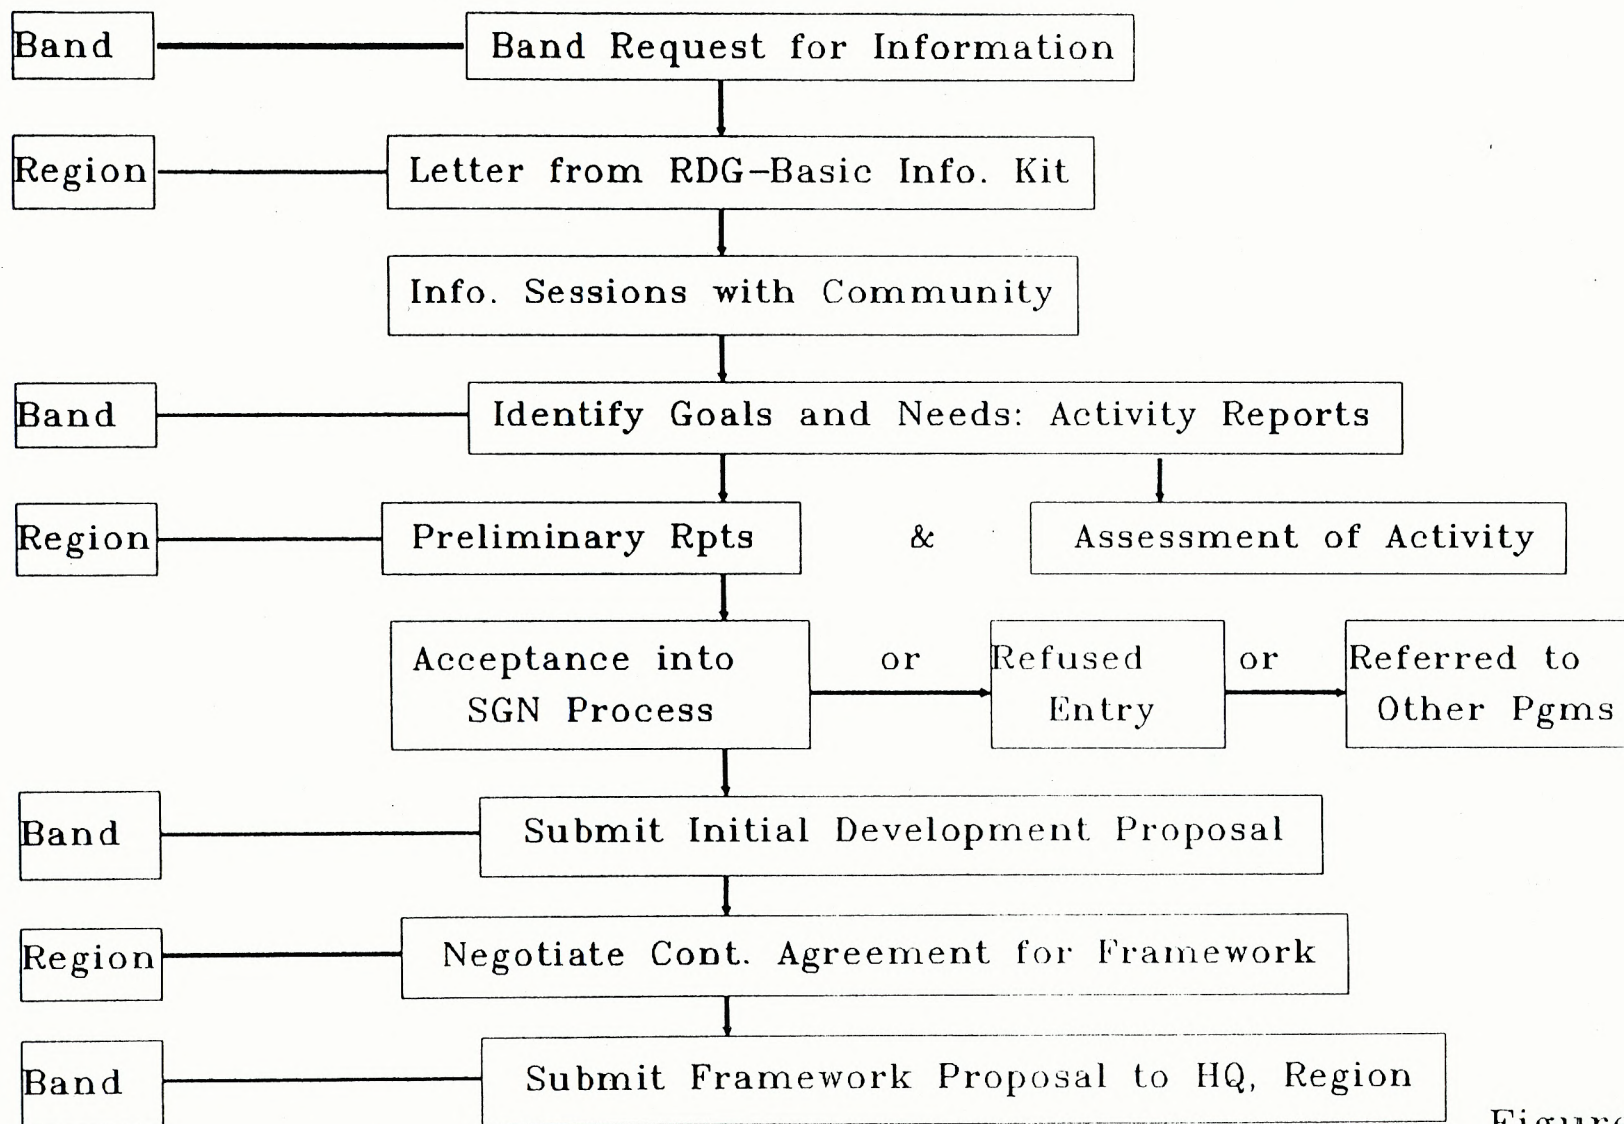 Band
Band Request for Information
Region
Letter from RDG-Basic Info. Kit
Info. Sessions with Community
Band
Identify Goals and Needs: Activity Reports
Region
Preliminary Rpts
&
Assessment of Activity
Acceptance into
SGN Process
or
Refused
Entry
or
Referred to
Other Pgms
Band
Submit Initial Development Proposal
Region
Negotiate Cont. Agreement for Framework
Band
Submit Framework Proposal to HQ, Region
Figure